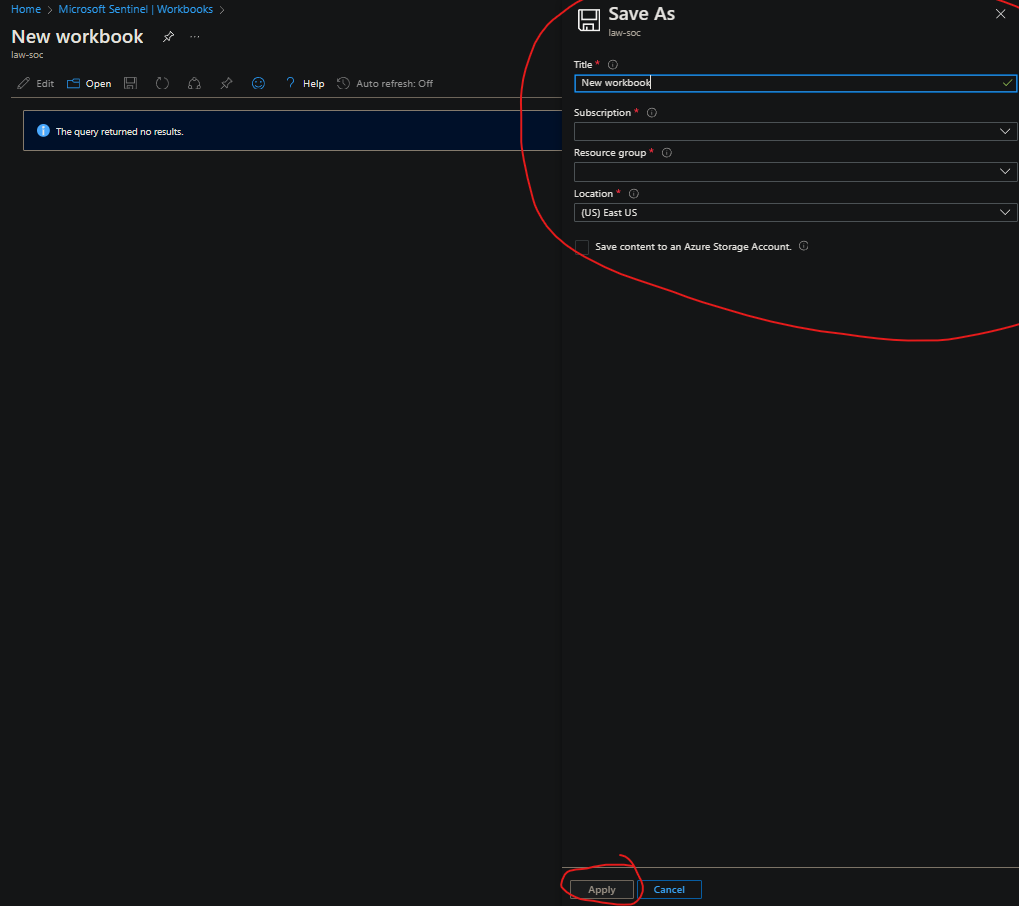 Home > Microsoft Sentinel | Workbooks >
New workbook ...
law-soc
Edit Open Help Auto refresh: Off
The query returned no results.
Save As
law-soc
Title *
New workbook
Subscription *
Resource group *
Location *
(US) East US
Save content to an Azure Storage Account.
Apply Cancel